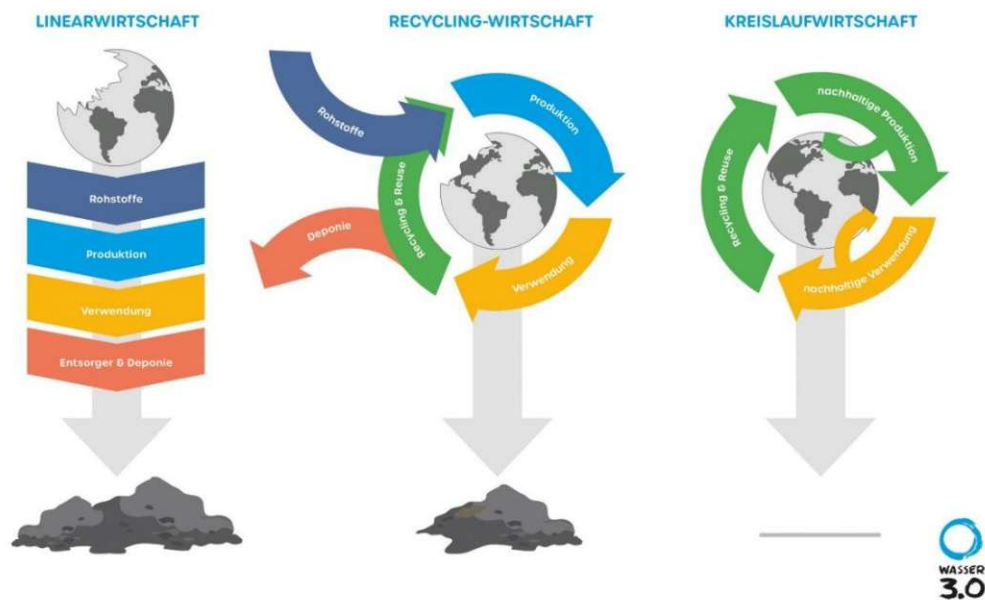 LINEARWIRTSCHAFT
Rohstoffe
Produktion
Verwendung
Entsorger & Deponie
RECYCLING-WIRTSCHAFT
Rohstoffe
Produktion
Deponie
Recycling & Reuse
Verwendung
KREISLAUFWIRTSCHAFT
nachhaltige Produktion
Recycling & Reuse
nachhaltige Verwendung
WASSER
3.0